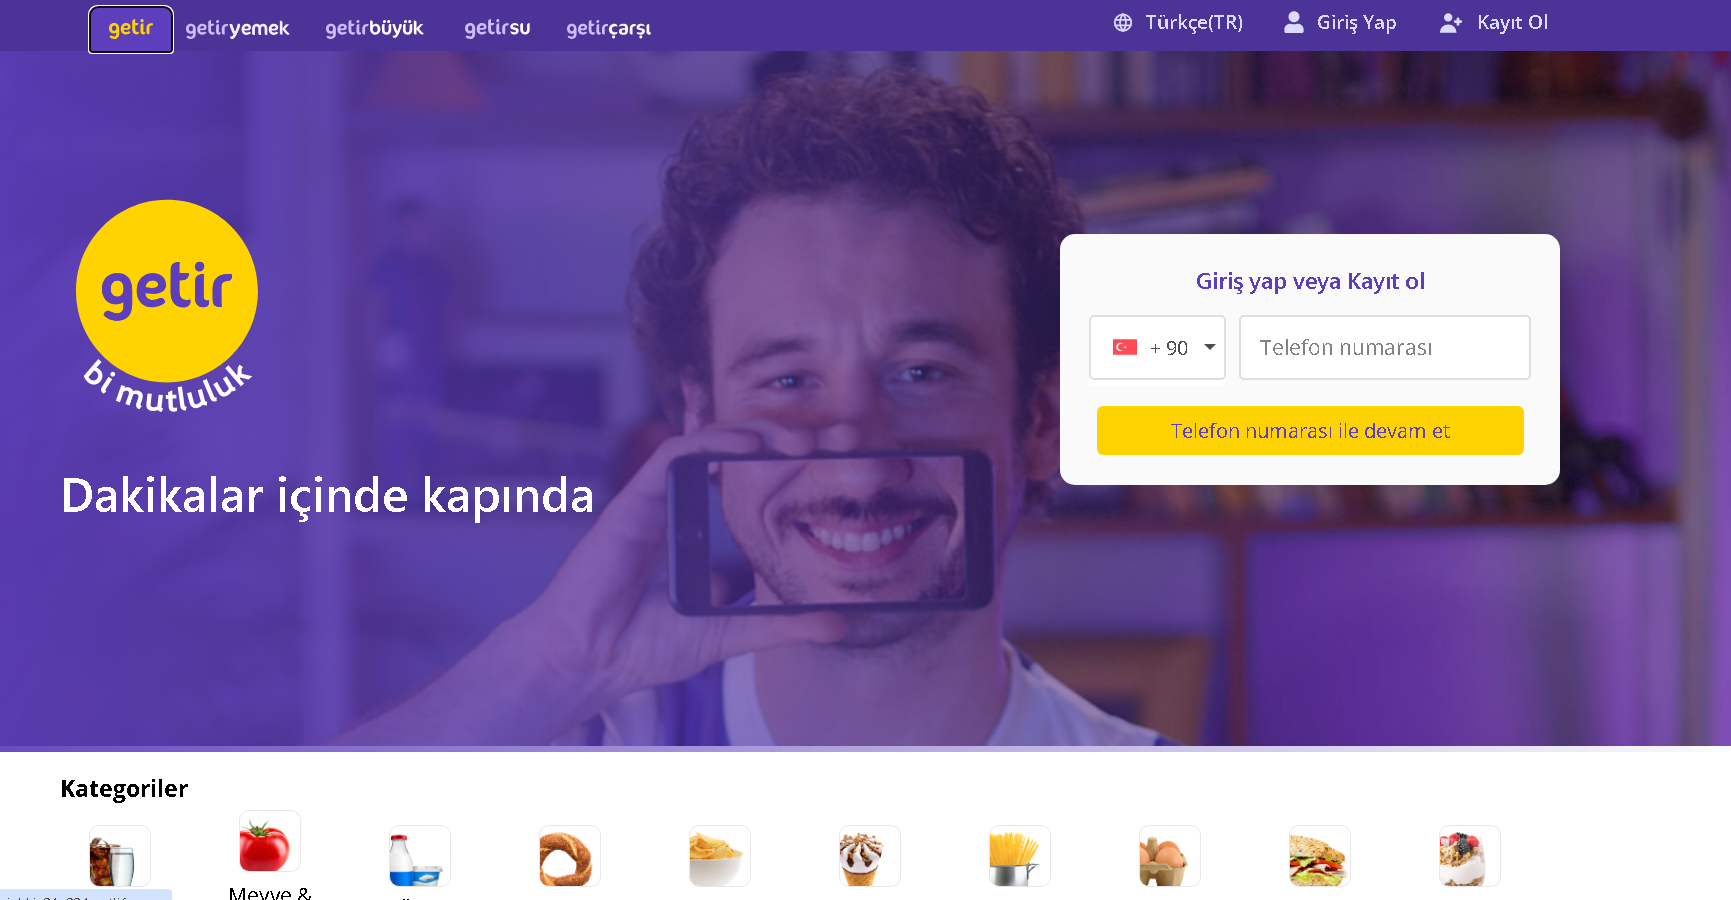 getir getiryemek getirbüyük getirsu getirçarşı Türkçe(TR) Giriş Yap Kayıt Ol
getir
bi mutluluk
Dakikalar içinde kapında
Giriş yap veya Kayıt ol
+ 90 Telefon numarası
Telefon numarası ile devam et
Kategoriler
Meyve &